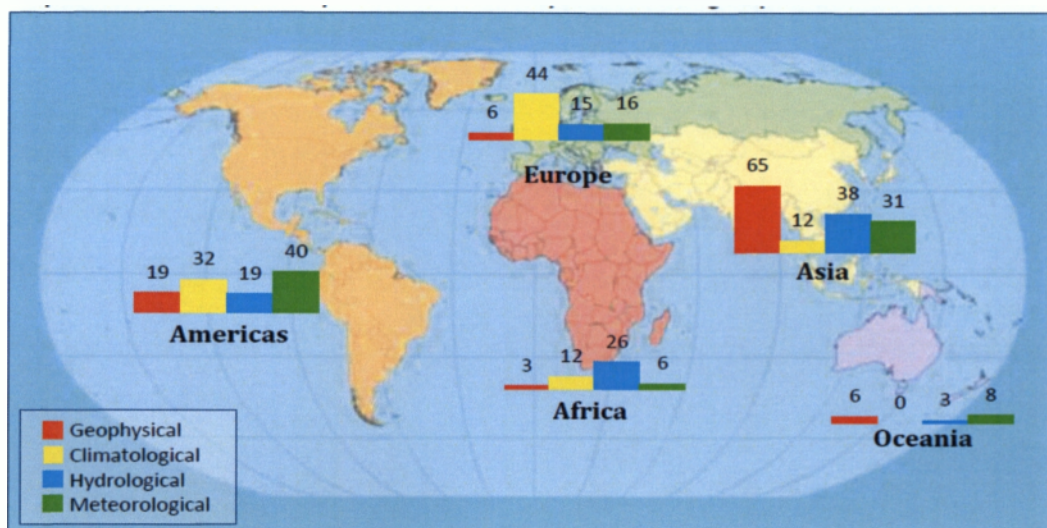 44
6
15
16
Europe
65
12
38
31
Asia
19
32
19
40
Americas
3
12
26
6
Africa
6
0
3
8
Oceania
Geophysical
Climatological
Hydrological
Meteorological